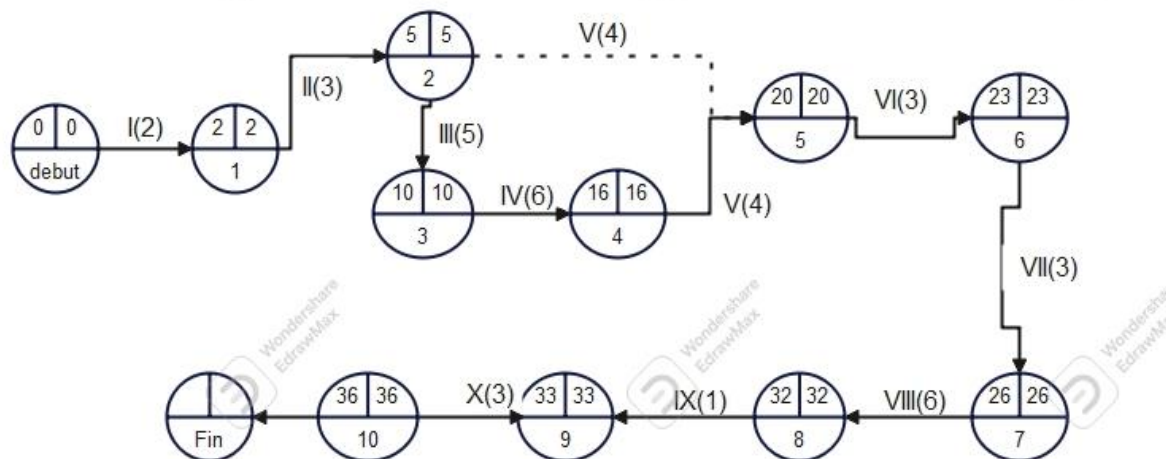 5 5
2
V(4)
II(3)
20 20
5
VI(3)
23 23
6
0 0
debut
I(2)
2 2
1
III(5)
10 10
3
IV(6)
16 16
4
V(4)
VII(3)
Wondershare
EdrawMax
Wondershare
EdrawMax
Wondershare
EdrawMax
Fin
36 36
10
X(3)
33 33
9
IX(1)
32 32
8
VIII(6)
26 26
7